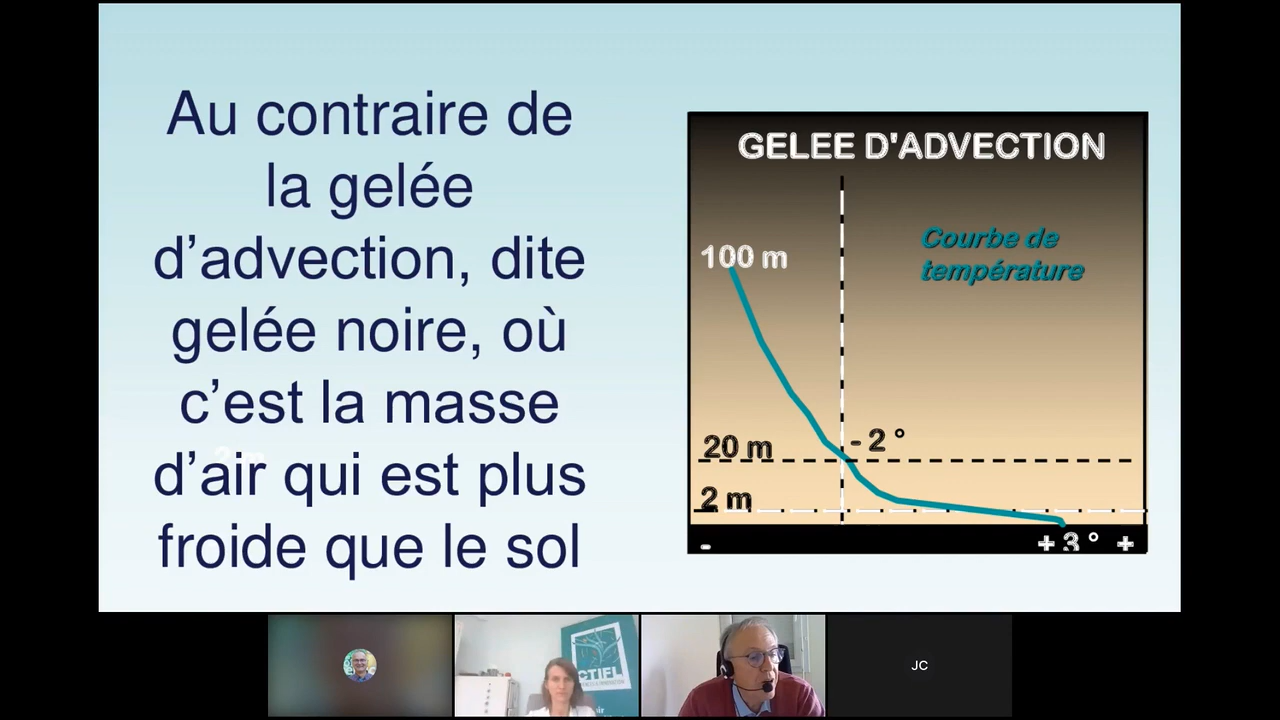 Au contraire de
la gelée
d’advection, dite
gelée noire, où
c’est la masse
d’air qui est plus
froide que le sol
GELEE D'ADVECTION
Courbe de
température
100 m
20 m
- 2 °
2 m
-
+ 3 ° +
CTIFL
JC